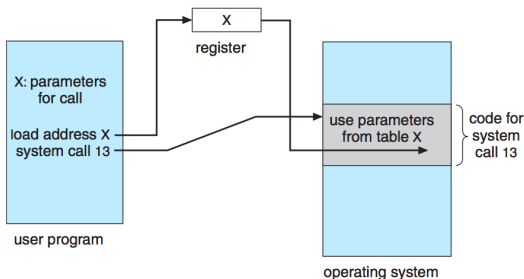 X
register
X: parameters
for call
load address X
system call 13
user program
use parameters
from table X
code for
system
call 13
operating system